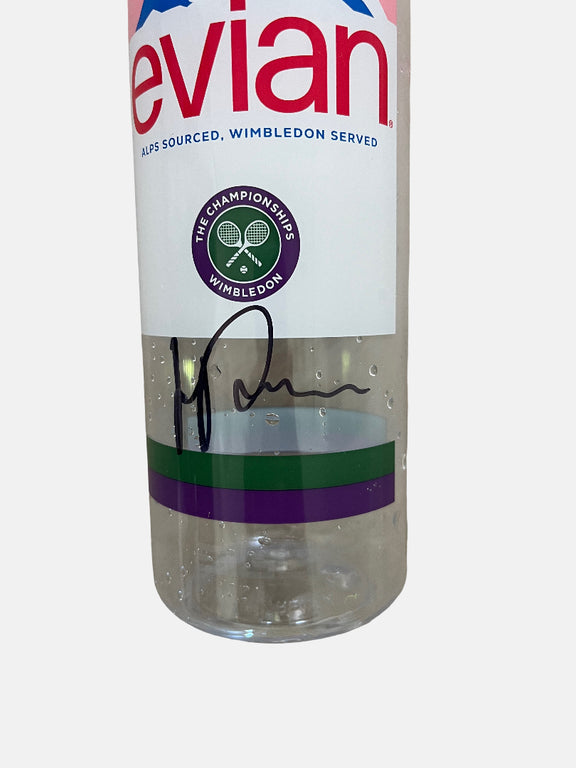 evian®
ALPS SOURCED, WIMBLEDON SERVED
THE CHAMPIONSHIPS
WIMBLEDON